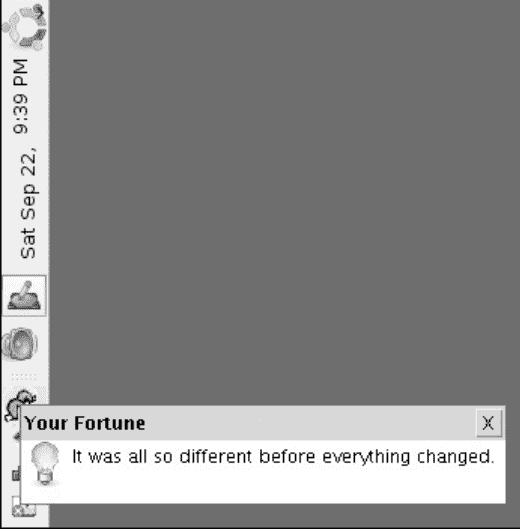 Sat Sep 22, 9:39 PM
Your Fortune X
It was all so different before everything changed.